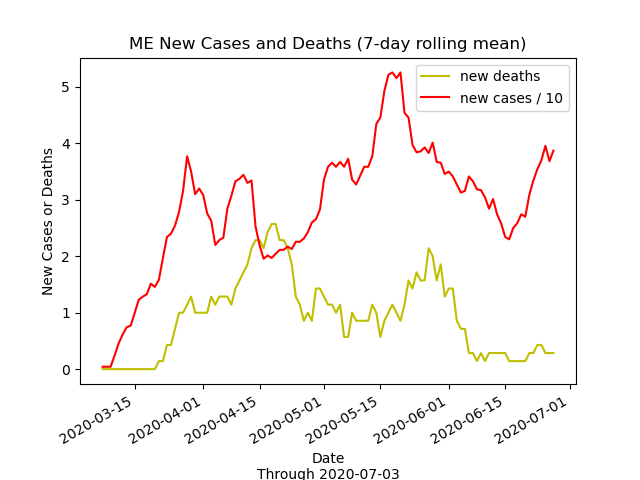 ME New Cases and Deaths (7-day rolling mean)
new deaths
new cases / 10
New Cases or Deaths
5
4
3
2
1
0
2020-03-15
2020-04-01
2020-04-15
2020-05-01
2020-05-15
2020-06-01
2020-06-15
2020-07-01
Date
Through 2020-07-03